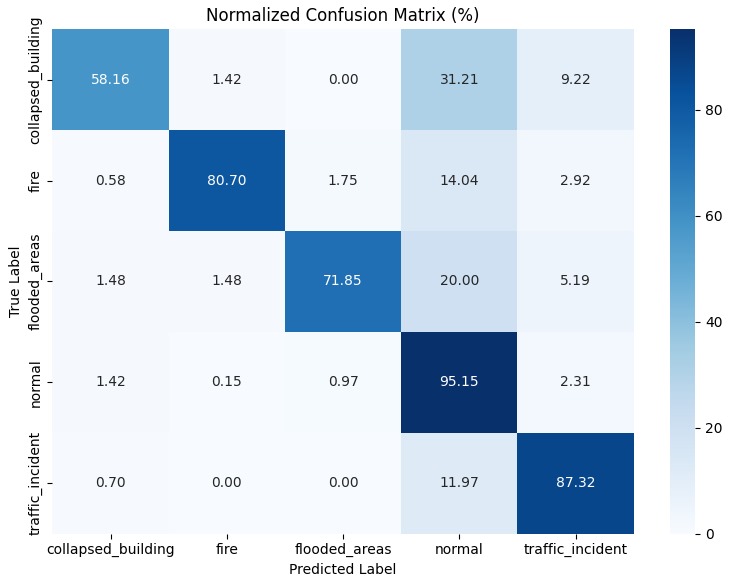 Normalized Confusion Matrix (%)
True Label
collapsed_building
58.16 1.42 0.00 31.21 9.22
fire
0.58 80.70 1.75 14.04 2.92
flooded_areas
1.48 1.48 71.85 20.00 5.19
normal
1.42 0.15 0.97 95.15 2.31
traffic_incident
0.70 0.00 0.00 11.97 87.32
collapsed_building fire flooded_areas normal traffic_incident
Predicted Label
80
60
40
20
0